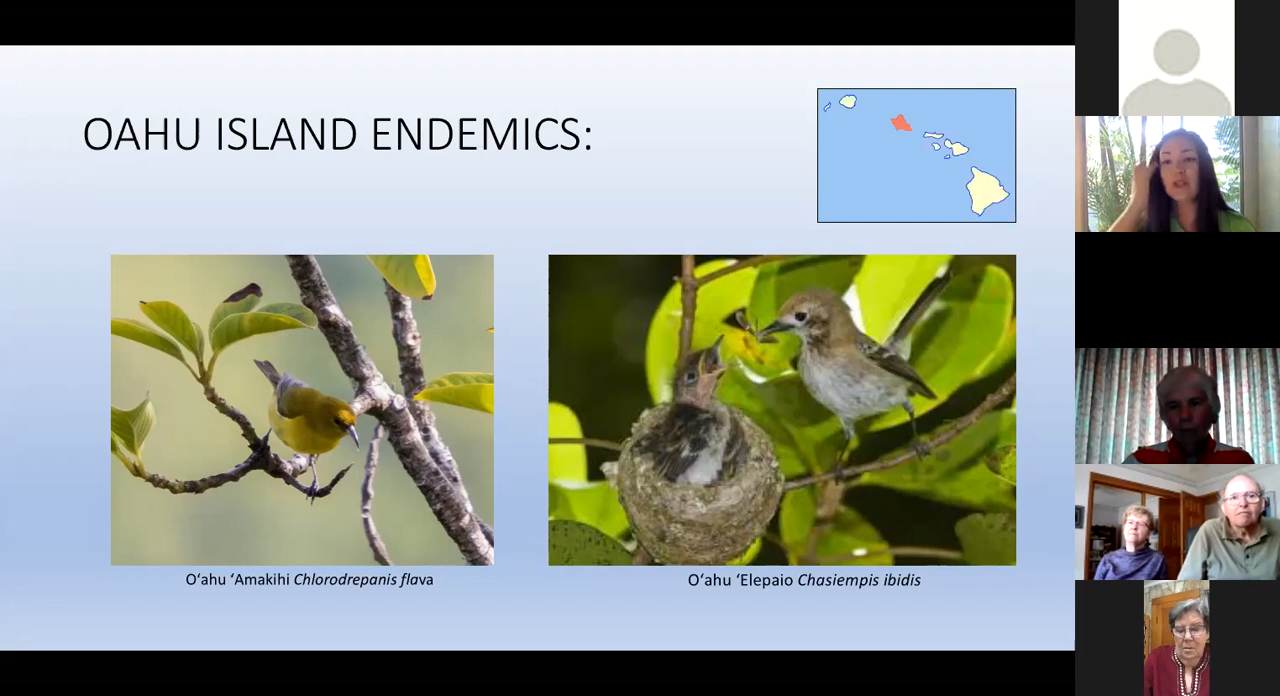 OAHU ISLAND ENDEMICS:
Oʻahu ʻAmakihi Chlorodrepanis flava
Oʻahu ʻElepaio Chasiempis ibidis